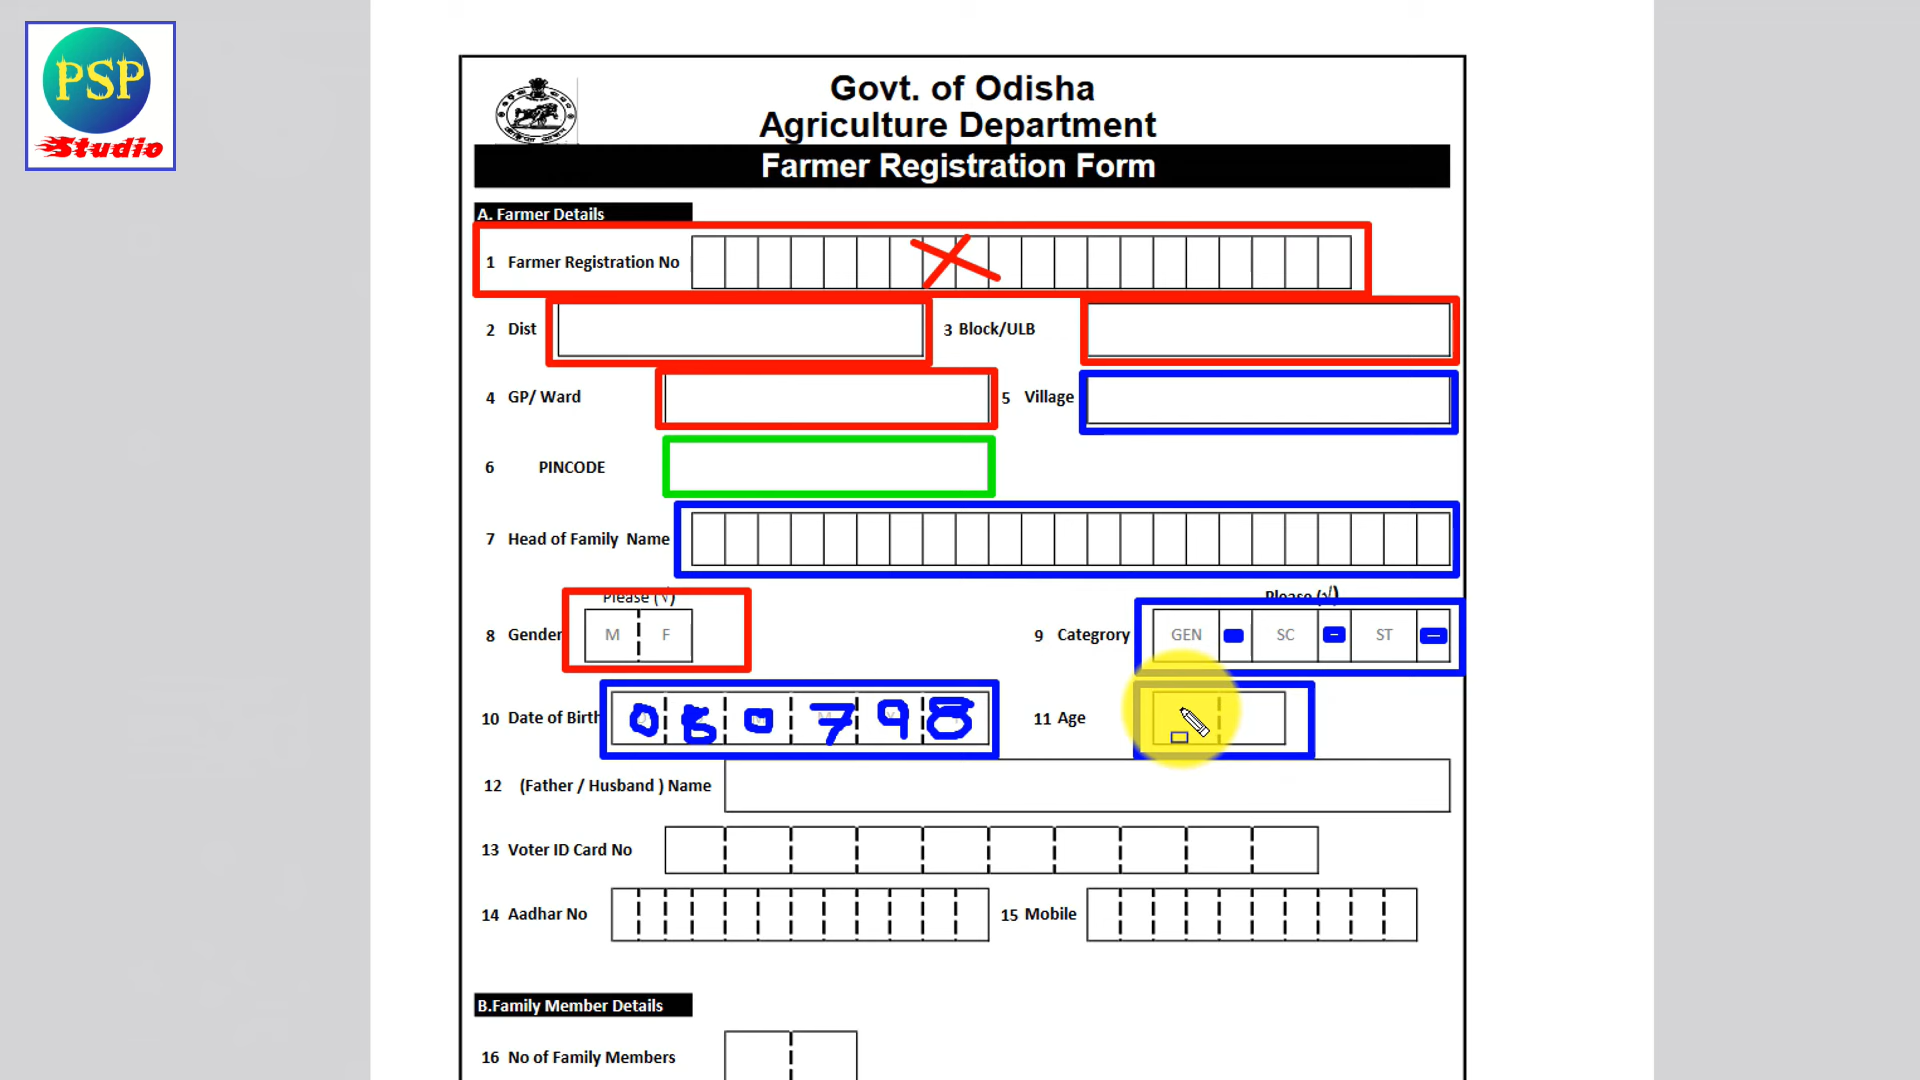 PSP
Studio
Govt. of Odisha
Agriculture Department
Farmer Registration Form
A. Farmer Details
1 Farmer Registration No
2 Dist
3 Block/ULB
4 GP/ Ward
5 Village
6 PINCODE
7 Head of Family Name
Please (√)
Please (√)
8 Gender M F
9 Categrory GEN SC ST
10 Date of Birth 0 8 0 7 9 8
11 Age
12 (Father / Husband ) Name
13 Voter ID Card No
14 Aadhar No
15 Mobile
B.Family Member Details
16 No of Family Members